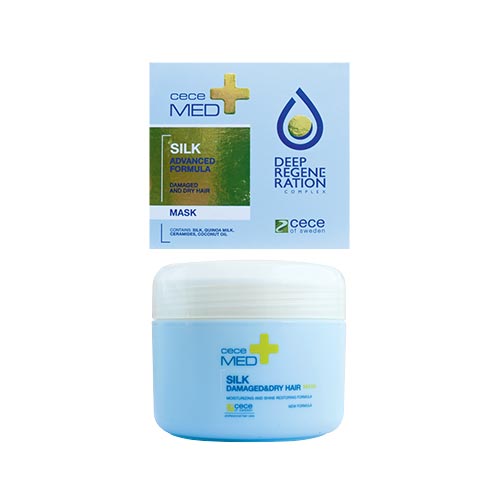 cece
MED
SILK
ADVANCED
FORMULA
DAMAGED
AND DRY HAIR
MASK
CONTAINS: SILK, QUINOA MILK,
CERAMIDES, COCONUT OIL
DEEP
REGENE
RATION
COMPLEX
cece
of sweden
cece
MED
SILK
DAMAGED&DRY HAIR MASK
MOISTURIZING AND SHINE RESTORING FORMULA
cece
NEW FORMULA